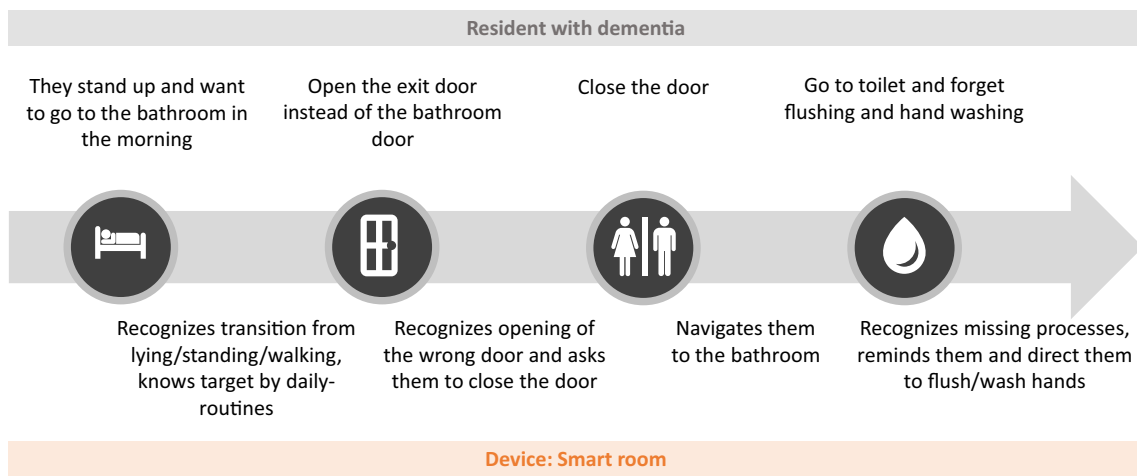 Resident with dementia
They stand up and want
to go to the bathroom in
the morning
Open the exit door
instead of the bathroom
door
Close the door
Go to toilet and forget
flushing and hand washing
Recognizes transition from
lying/standing/walking,
knows target by daily-
routines
Recognizes opening of
the wrong door and asks
them to close the door
Navigates them
to the bathroom
Recognizes missing processes,
reminds them and direct them
to flush/wash hands
Device: Smart room